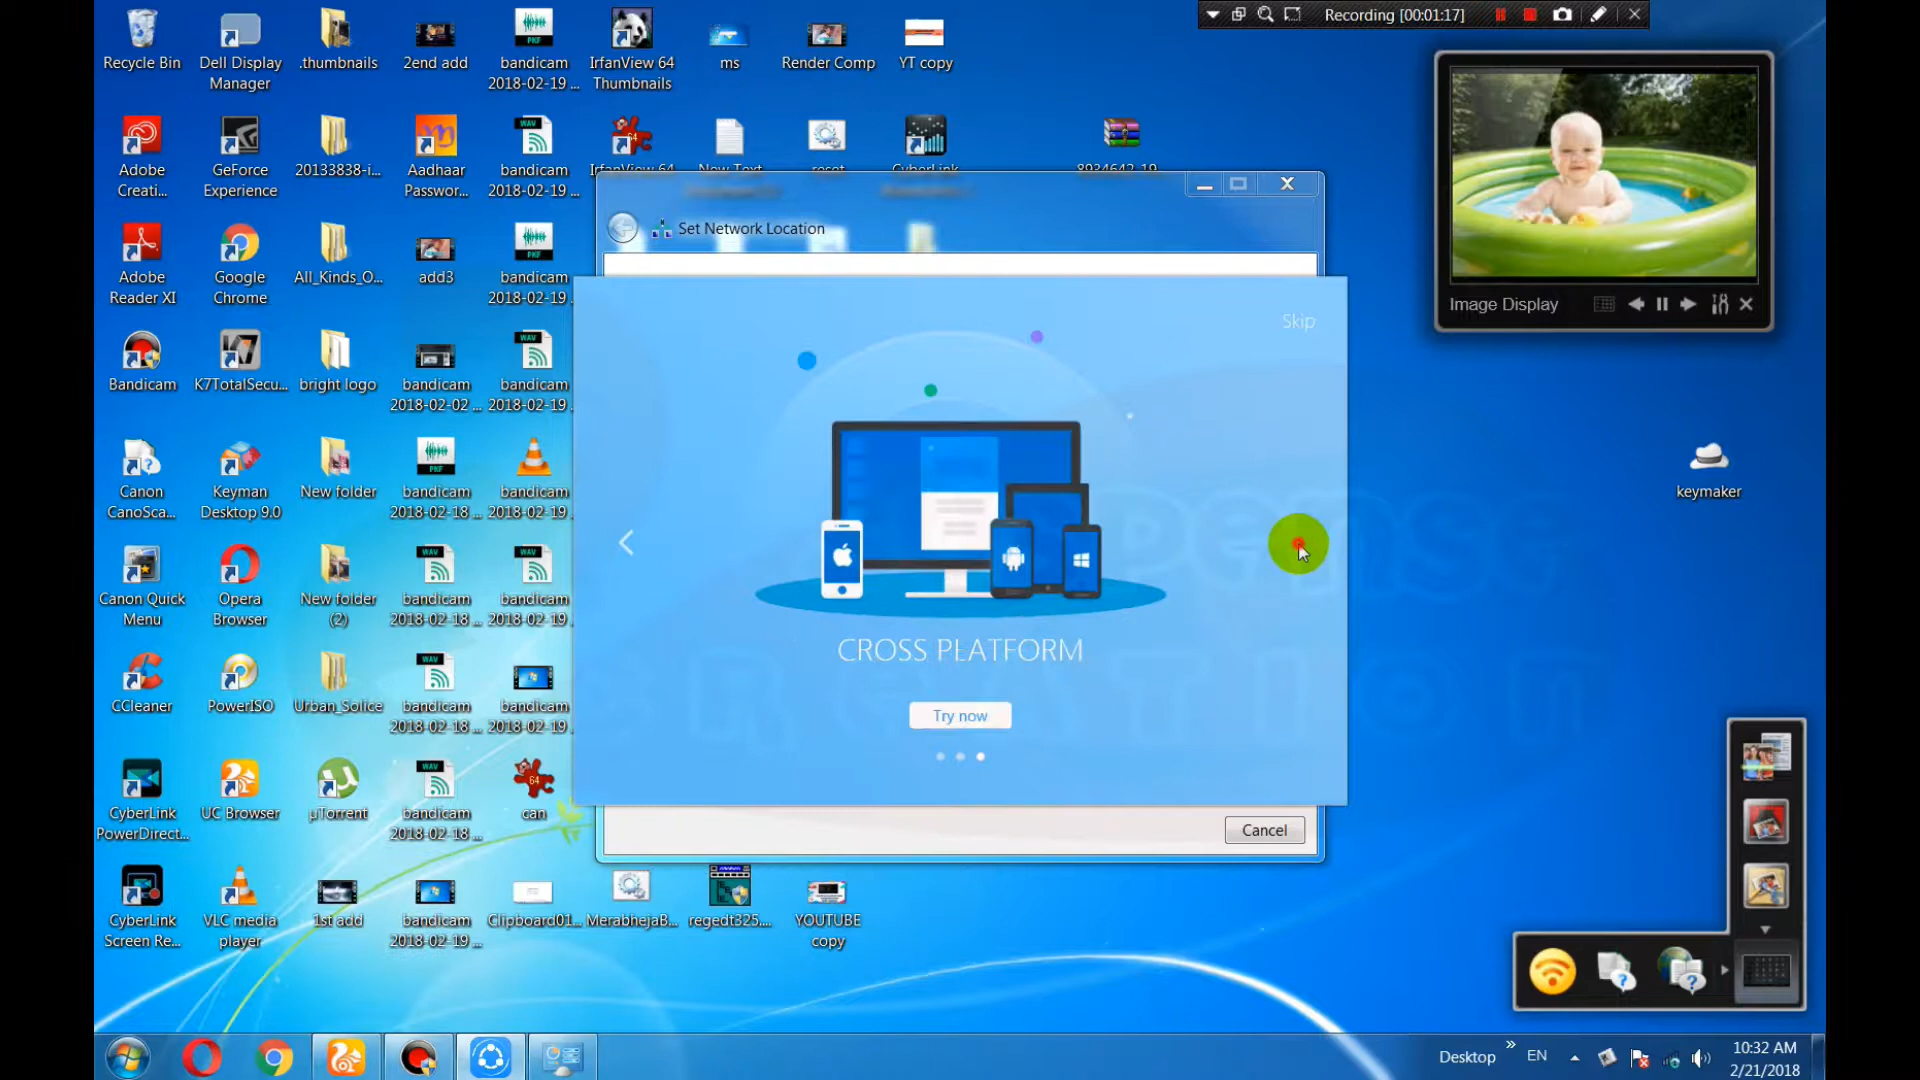 Recording [00:01:17]
Recycle Bin
Dell Display
Manager
.thumbnails
2end add
bandicam
2018-02-19 ...
IrfanView 64
Thumbnails
ms
Render Comp
YT copy
Adobe
Creati...
GeForce
Experience
20133838-i...
Aadhaar
Passwor...
bandicam
2018-02-19 ...
IrfanView 64
New Text
reset
CyberLink
8934642-19
Set Network Location
Image Display
Adobe
Reader XI
Google
Chrome
All_Kinds_O...
add3
bandicam
2018-02-19 ...
Skip
Bandicam
K7TotalSecu...
bright logo
bandicam
2018-02-02 ...
bandicam
2018-02-19 ...
Canon
CanoSca...
Keyman
Desktop 9.0
New folder
bandicam
2018-02-18 ...
bandicam
2018-02-19 ...
keymaker
Canon Quick
Menu
Opera
Browser
New folder
(2)
bandicam
2018-02-18 ...
bandicam
2018-02-19 ...
CROSS PLATFORM
Try now
CCleaner
PowerISO
Urban_Solice
bandicam
2018-02-18 ...
bandicam
2018-02-19 ...
CyberLink
PowerDirect...
UC Browser
µTorrent
bandicam
2018-02-18 ...
can
Cancel
CyberLink
Screen Re...
VLC media
player
1st add
bandicam
2018-02-19 ...
Clipboard01...
MerabhejaB...
regedt325....
YOUTUBE
copy
Desktop
EN
10:32 AM
2/21/2018